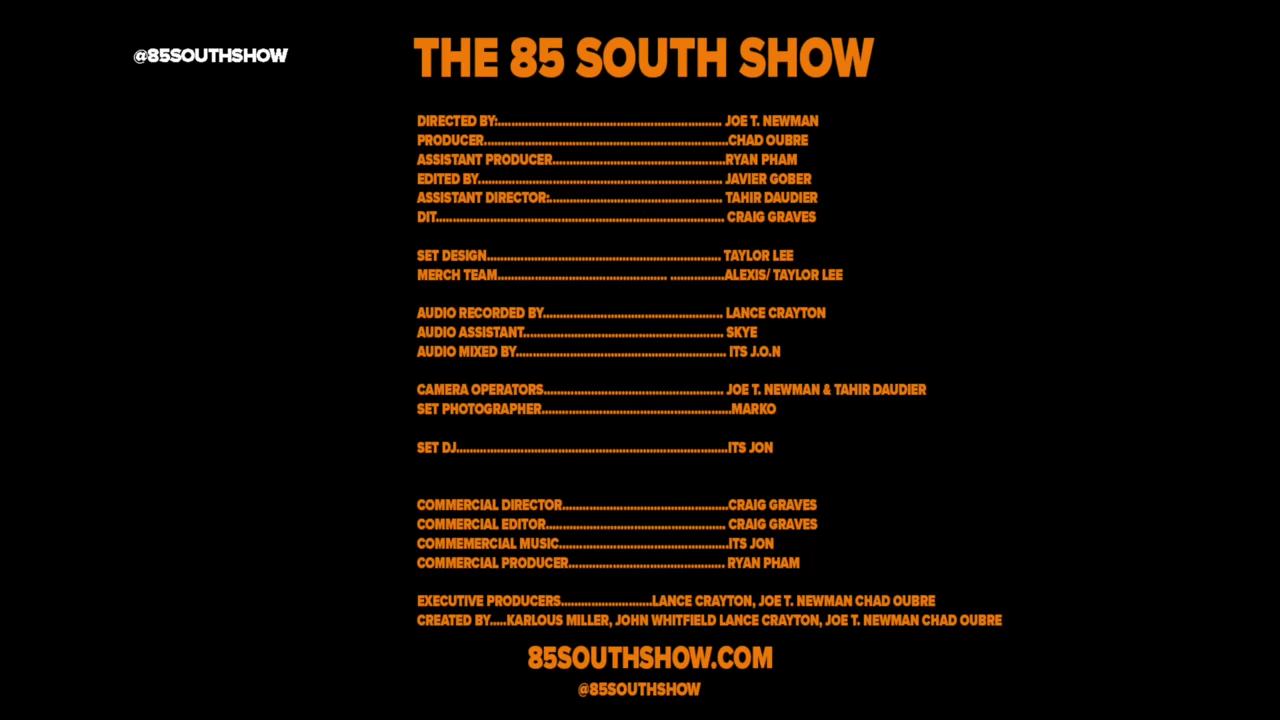 @85SOUTHSHOW
THE 85 SOUTH SHOW
DIRECTED BY:.................................................................. JOE T. NEWMAN
PRODUCER........................................................................CHAD OUBRE
ASSISTANT PRODUCER...................................................RYAN PHAM
EDITED BY........................................................................ JAVIER GOBER
ASSISTANT DIRECTOR:................................................... TAHIR DAUDIER
DIT..................................................................................... CRAIG GRAVES
SET DESIGN..................................................................... TAYLOR LEE
MERCH TEAM.................................................. ................ALEXIS/ TAYLOR LEE
AUDIO RECORDED BY..................................................... LANCE CRAYTON
AUDIO ASSISTANT........................................................... SKYE
AUDIO MIXED BY.............................................................. ITS J.O.N
CAMERA OPERATORS..................................................... JOE T. NEWMAN & TAHIR DAUDIER
SET PHOTOGRAPHER........................................................MARKO
SET DJ................................................................................ITS JON
COMMERCIAL DIRECTOR.................................................CRAIG GRAVES
COMMERCIAL EDITOR..................................................... CRAIG GRAVES
COMMEMERCIAL MUSIC..................................................ITS JON
COMMERCIAL PRODUCER.............................................. RYAN PHAM
EXECUTIVE PRODUCERS...........................LANCE CRAYTON, JOE T. NEWMAN CHAD OUBRE
CREATED BY.....KARLOUS MILLER, JOHN WHITFIELD LANCE CRAYTON, JOE T. NEWMAN CHAD OUBRE
85SOUTHSHOW.COM
@85SOUTHSHOW